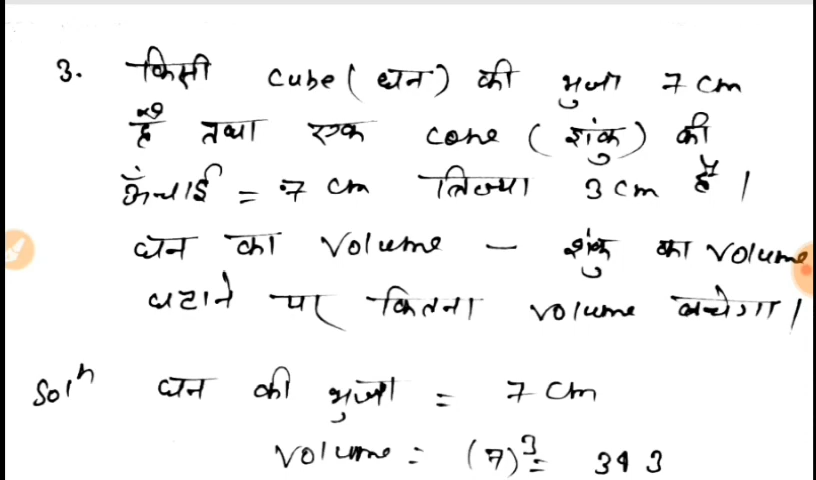 3. किसी cube ( घन ) की भुजा 7 cm
है तथा एक cone ( शंकु ) की
ऊँचाई = 7 cm त्रिज्या 3 cm है ।
घन का volume – शंकु का volume
घटाने पर कितना volume बचेगा ।
Solⁿ घन की भुजा = 7 cm
volume = (7)³ = 343